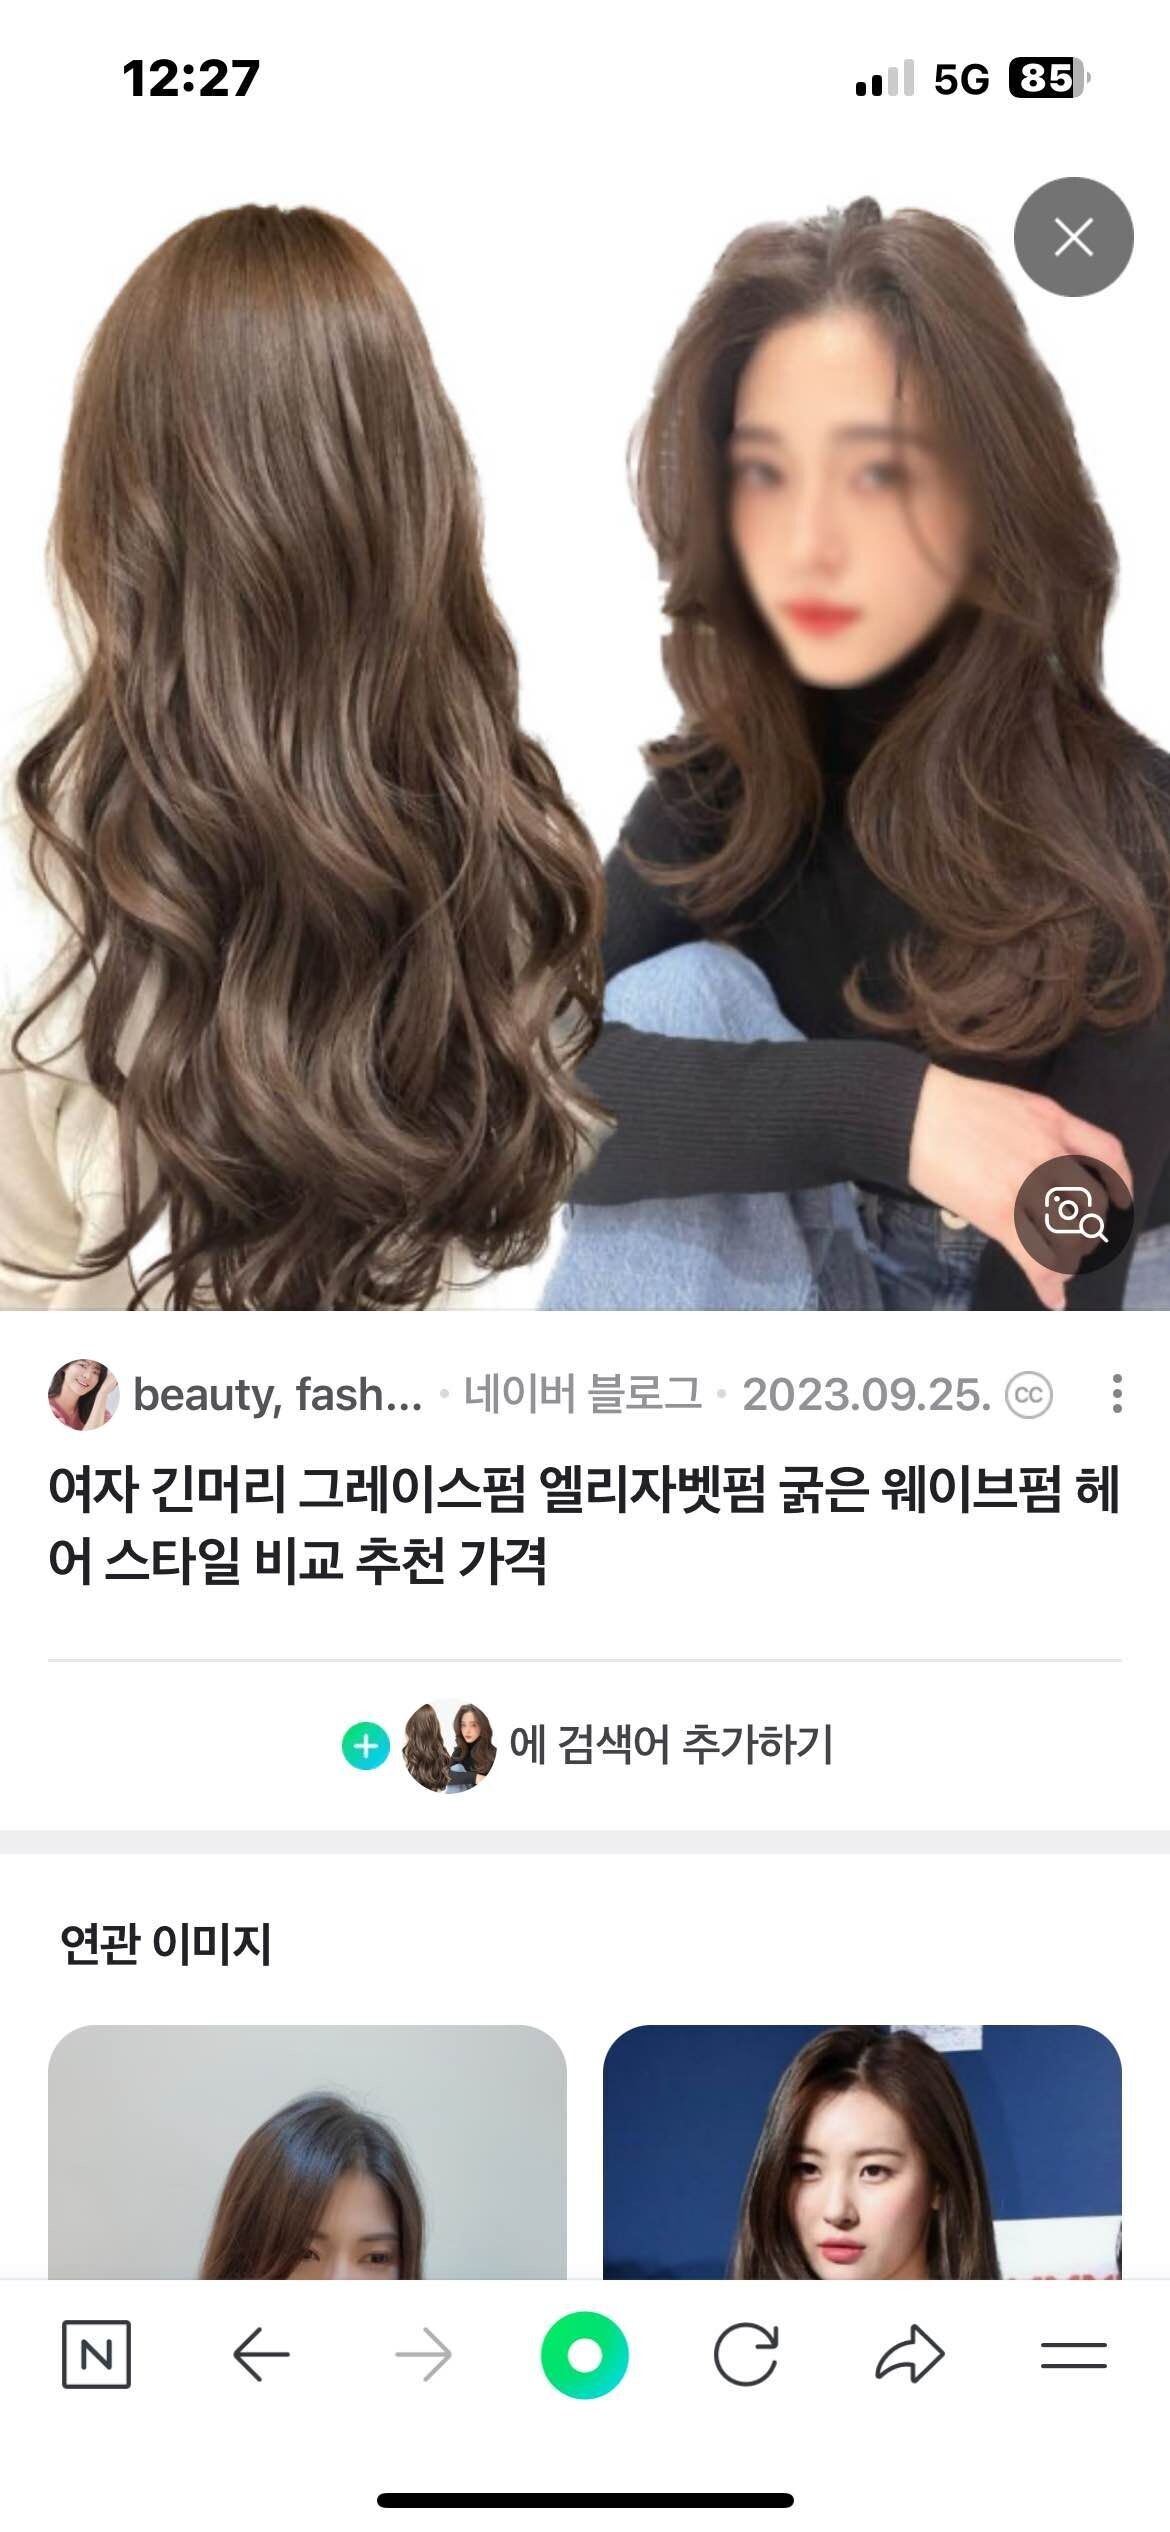 12:27
5G 85
beauty, fash... · 네이버 블로그 · 2023.09.25. cc
여자 긴머리 그레이스펌 엘리자벳펌 굵은 웨이브펌 헤
어 스타일 비교 추천 가격
에 검색어 추가하기
연관 이미지
N